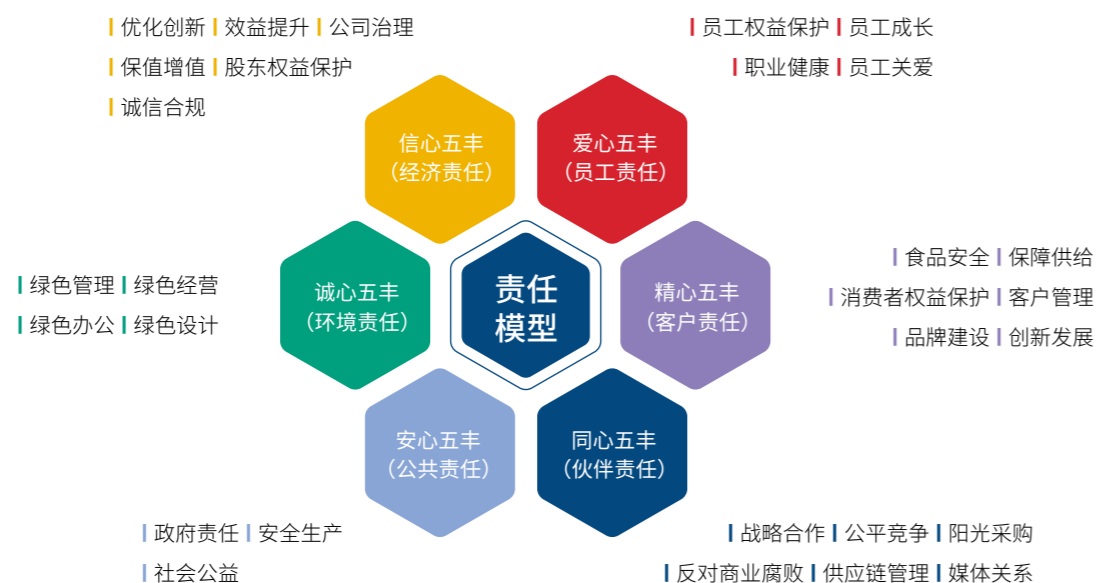 优化创新 效益提升 公司治理
保值增值 股东权益保护
诚信合规
员工权益保护 员工成长
职业健康 员工关爱
信心五丰
（经济责任）
爱心五丰
（员工责任）
绿色管理 绿色经营
绿色办公 绿色设计
诚心五丰
（环境责任）
责任
模型
精心五丰
（客户责任）
食品安全 保障供给
消费者权益保护 客户管理
品牌建设 创新发展
安心五丰
（公共责任）
同心五丰
（伙伴责任）
政府责任 安全生产
社会公益
战略合作 公平竞争 阳光采购
反对商业腐败 供应链管理 媒体关系